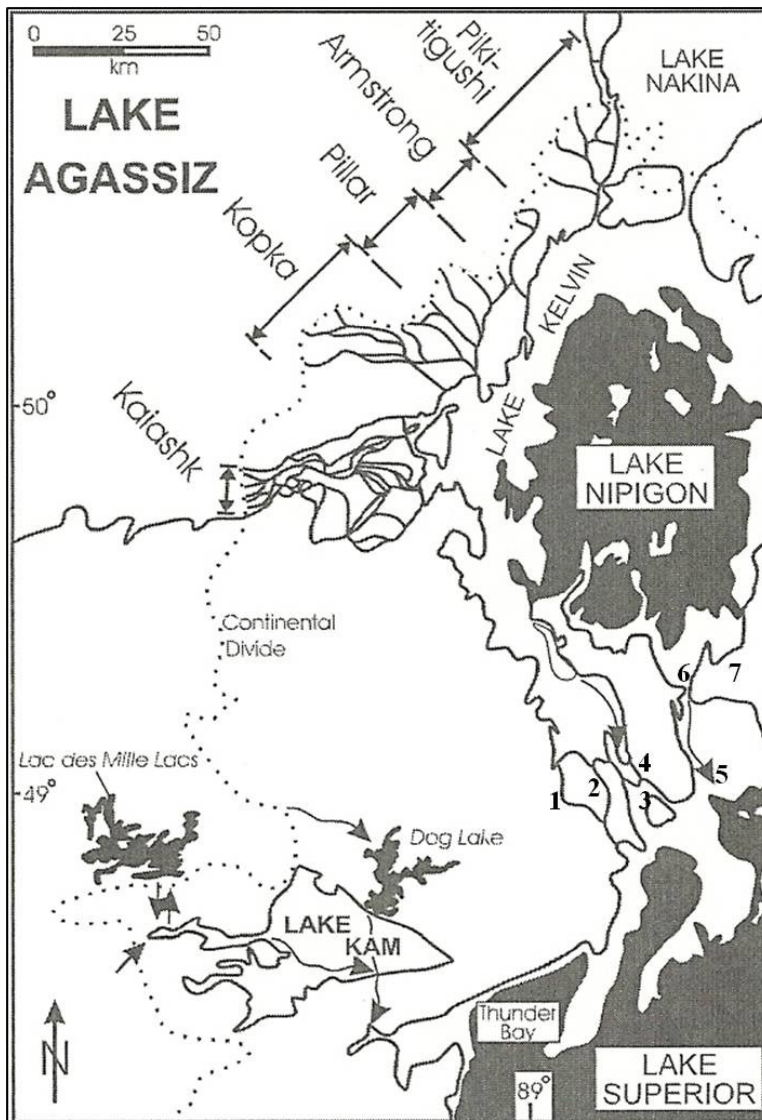 0 25 50
km
LAKE
AGASSIZ
Piki-
tigushi
Armstrong
Pillar
Kopka
Kaiashk
LAKE
NAKINA
LAKE KELVIN
50°
LAKE
NIPIGON
Continental
Divide
6
7
5
4
3
2
1
49°
Lac des Mille Lacs
Dog Lake
LAKE
KAM
N
Thunder
Bay
89°
LAKE
SUPERIOR